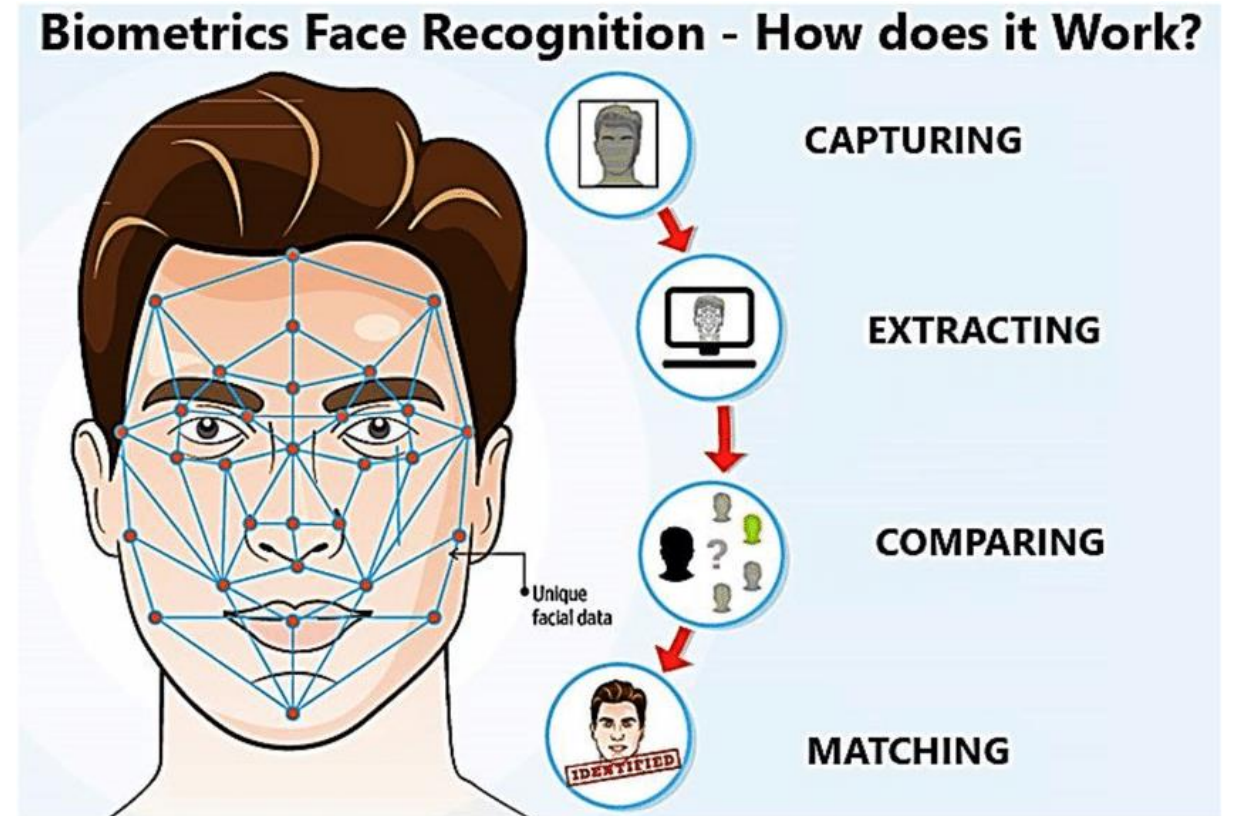 Biometrics Face Recognition - How does it Work?
CAPTURING
EXTRACTING
COMPARING
?
Unique
facial data
IDENTIFIED
MATCHING